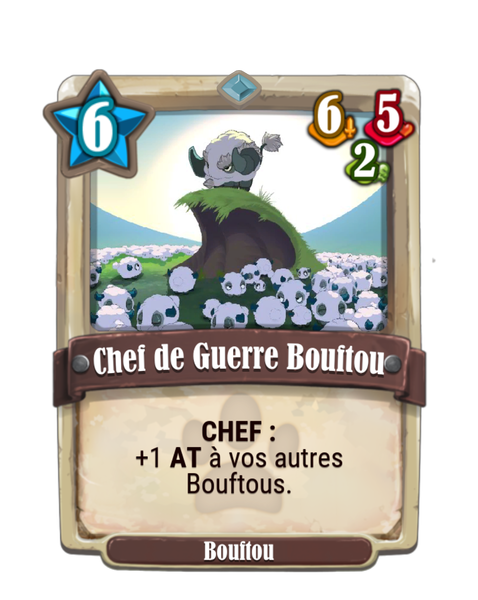 6
6 5
2
Chef de Guerre Bouftou
CHEF :
+1 AT à vos autres
Bouftous.
Bouftou